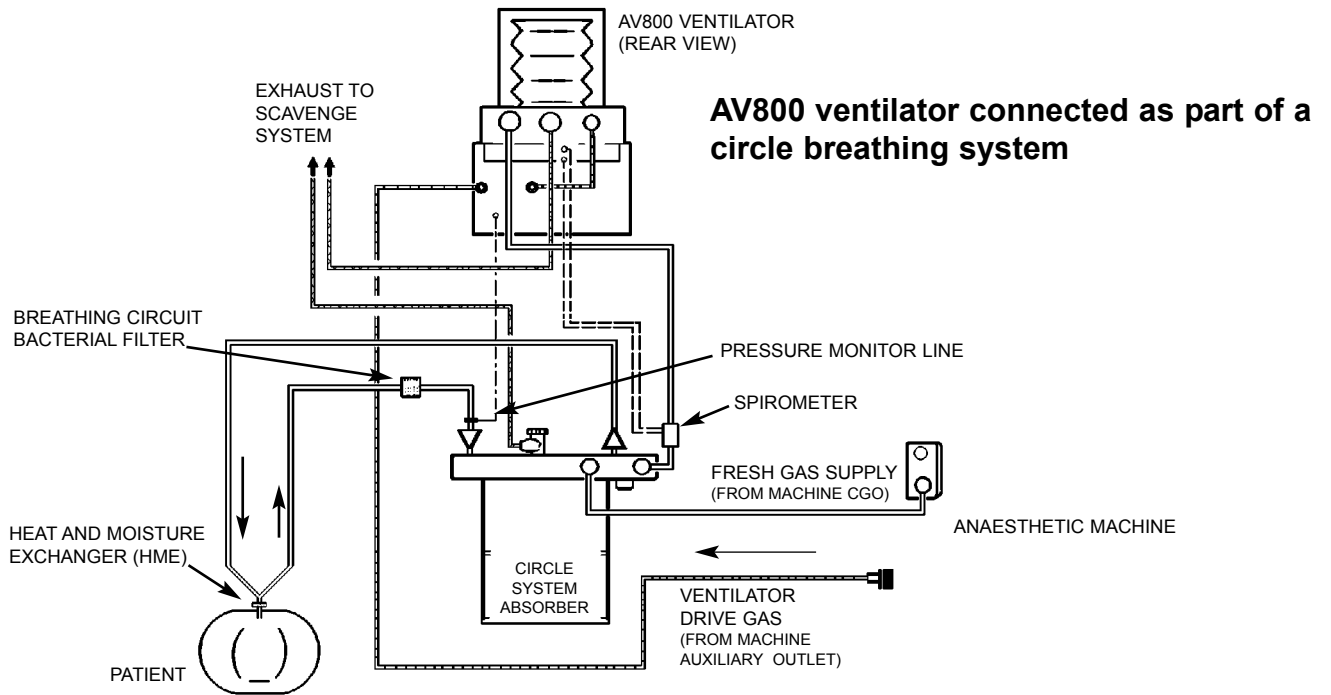 AV800 VENTILATOR
(REAR VIEW)
AV800 ventilator connected as part of a
circle breathing system
EXHAUST TO
SCAVENGE
SYSTEM
BREATHING CIRCUIT
BACTERIAL FILTER
PRESSURE MONITOR LINE
SPIROMETER
FRESH GAS SUPPLY
(FROM MACHINE CGO)
ANAESTHETIC MACHINE
HEAT AND MOISTURE
EXCHANGER (HME)
CIRCLE
SYSTEM
ABSORBER
VENTILATOR
DRIVE GAS
(FROM MACHINE
AUXILIARY OUTLET)
PATIENT